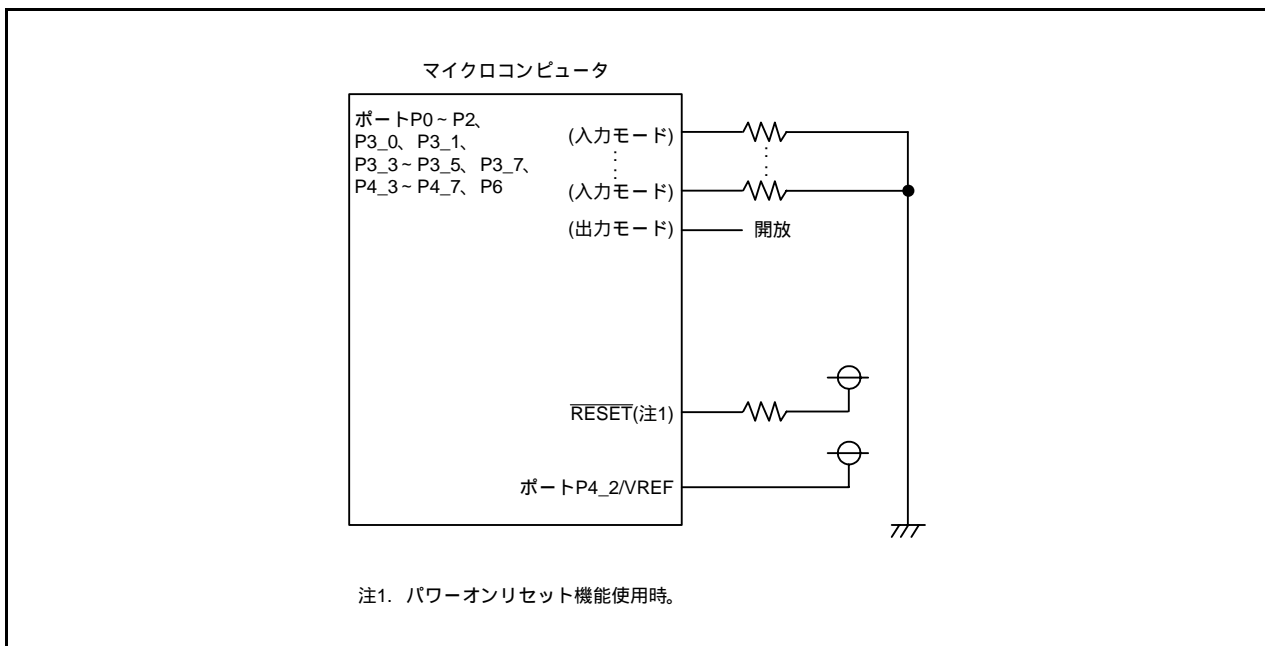 マイクロコンピュータ
ポートP0~P2、
P3_0、P3_1、
P3_3~P3_5、P3_7、
P4_3~P4_7、P6
(入力モード)
(入力モード)
(出力モード)
開放
RESET(注1)
ポートP4_2/VREF
注1. パワーオンリセット機能使用時。